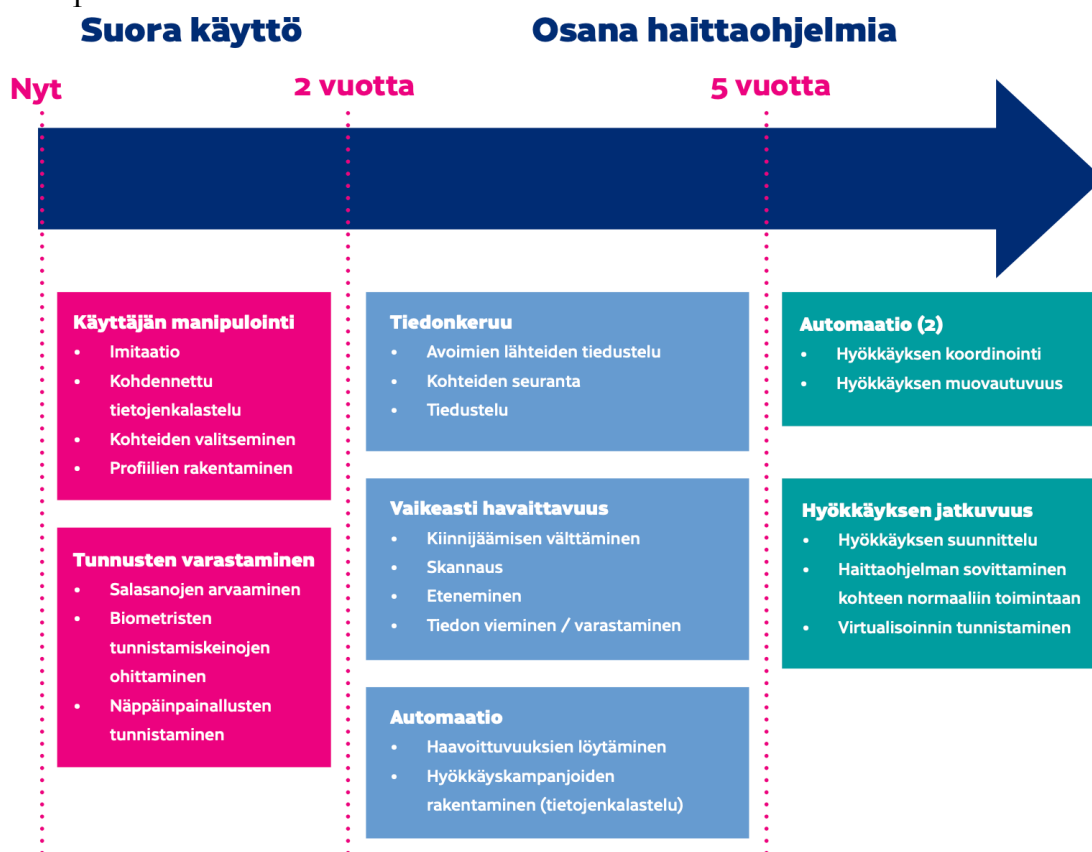 Suora käyttö
Osana haittaohjelmia
Nyt
2 vuotta
5 vuotta
Käyttäjän manipulointi
• Imitaatio
• Kohdennettu
tietojenkalastelu
• Kohteiden valitseminen
• Profiilien rakentaminen
Tunnusten varastaminen
• Salasanojen arvaaminen
• Biometristen
tunnistamiskeinojen
ohittaminen
• Näppäinpainallusten
tunnistaminen
Tiedonkeruu
• Avoimien lähteiden tiedustelu
• Kohteiden seuranta
• Tiedustelu
Vaikeasti havaittavuus
• Kiinnijäämisen välttäminen
• Skannaus
• Eteneminen
• Tiedon vieminen / varastaminen
Automaatio
• Haavoittuvuuksien löytäminen
• Hyökkäyskampanjoiden
rakentaminen (tietojenkalastelu)
Automaatio (2)
• Hyökkäyksen koordinointi
• Hyökkäyksen muovautuvuus
Hyökkäyksen jatkuvuus
• Hyökkäyksen suunnittelu
• Haittaohjelman sovittaminen
kohteen normaaliin toimintaan
• Virtualisoinnin tunnistaminen